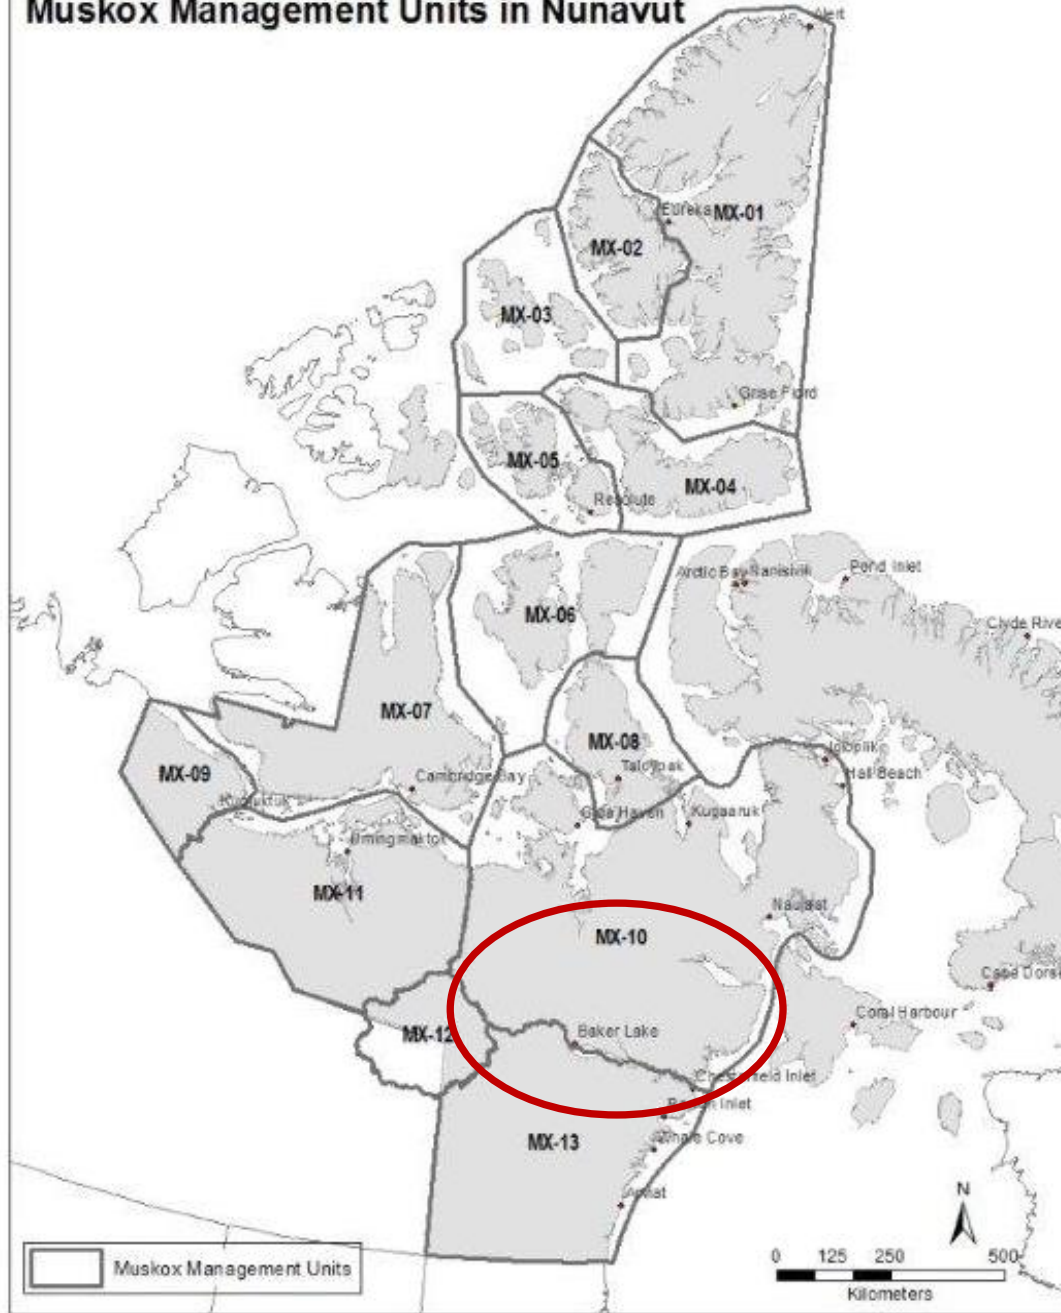 Muskox Management Units in Nunavut
Alert
Eureka
MX-01
MX-02
MX-03
Grise Fiord
MX-05
MX-04
Resolute
Arctic Bay
Nanisivik
Pond Inlet
MX-06
Clyde Rive
MX-07
MX-08
Igloolik
MX-09
Cambridge Bay
Taloyoak
Hall Beach
Kugluktuk
Gjoa Haven
Kugaaruk
Umingmaktok
MX-11
Naujaat
MX-10
Cape Dorse
Coral Harbour
MX-12
Baker Lake
Chesterfield Inlet
Rankin Inlet
MX-13
Whale Cove
Arviat
N
Muskox Management Units
0 125 250 500
Kilometers